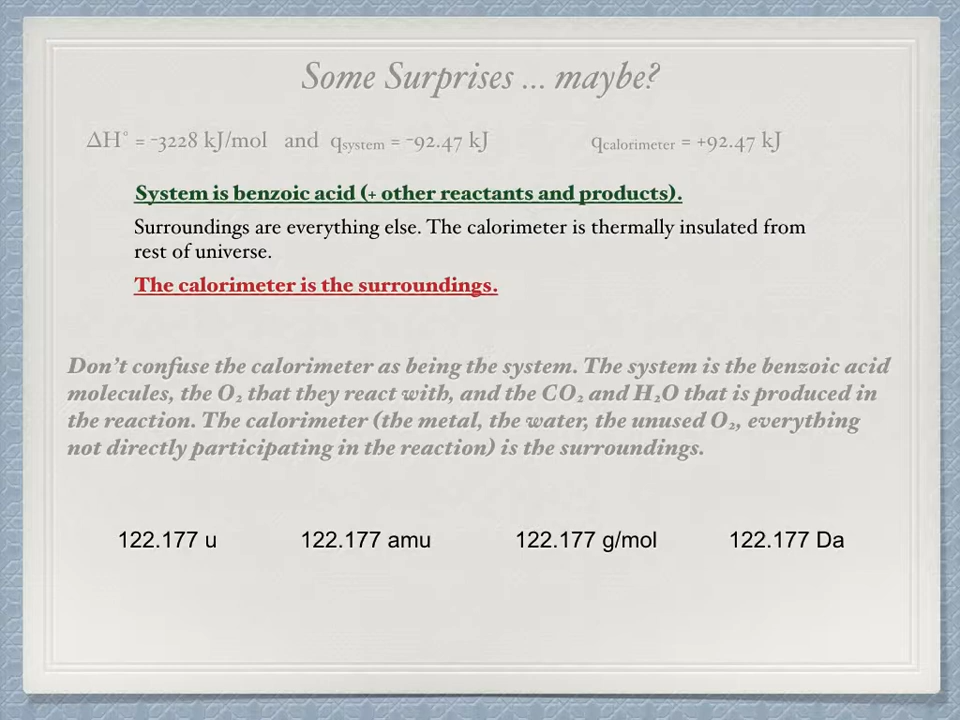 Some Surprises ... maybe?
ΔH° = ⁻3228 kJ/mol and qsystem = ⁻92.47 kJ qcalorimeter = +92.47 kJ
System is benzoic acid (+ other reactants and products).
Surroundings are everything else. The calorimeter is thermally insulated from
rest of universe.
The calorimeter is the surroundings.
Don't confuse the calorimeter as being the system. The system is the benzoic acid
molecules, the O₂ that they react with, and the CO₂ and H₂O that is produced in
the reaction. The calorimeter (the metal, the water, the unused O₂, everything
not directly participating in the reaction) is the surroundings.
122.177 u 122.177 amu 122.177 g/mol 122.177 Da